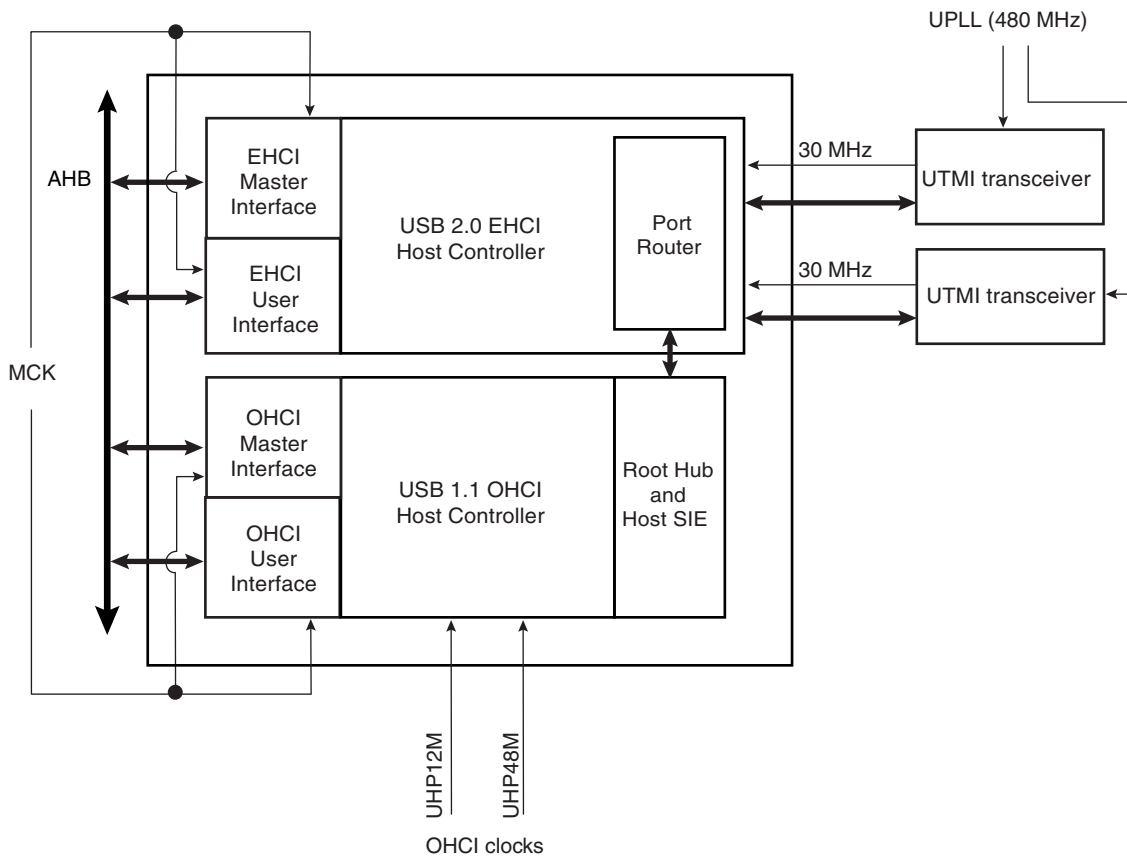 UPLL (480 MHz)
AHB
MCK
EHCI
Master
Interface
EHCI
User
Interface
USB 2.0 EHCI
Host Controller
Port
Router
30 MHz
UTMI transceiver
30 MHz
UTMI transceiver
OHCI
Master
Interface
OHCI
User
Interface
USB 1.1 OHCI
Host Controller
Root Hub
and
Host SIE
UHP12M
UHP48M
OHCI clocks